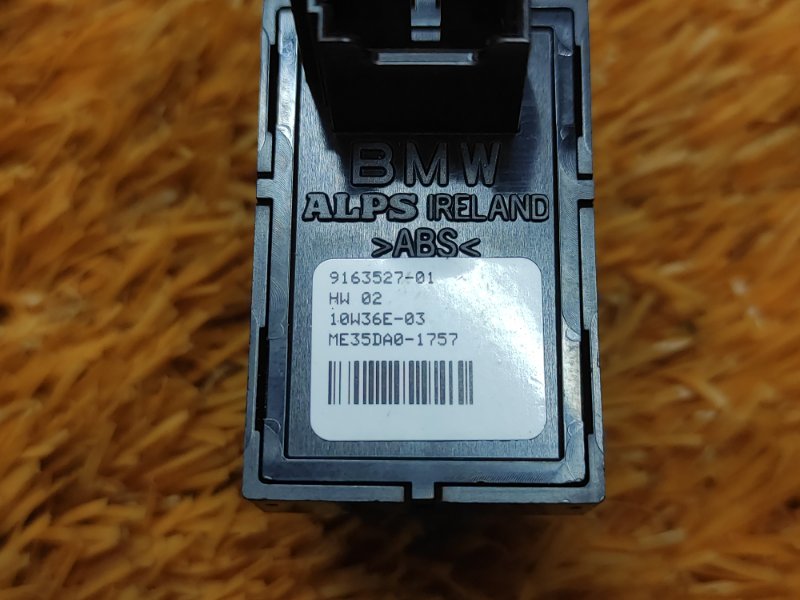 BMW
ALPS IRELAND
>ABS<
9163527-01
HW 02
10W36E-03
ME35DA0-1757